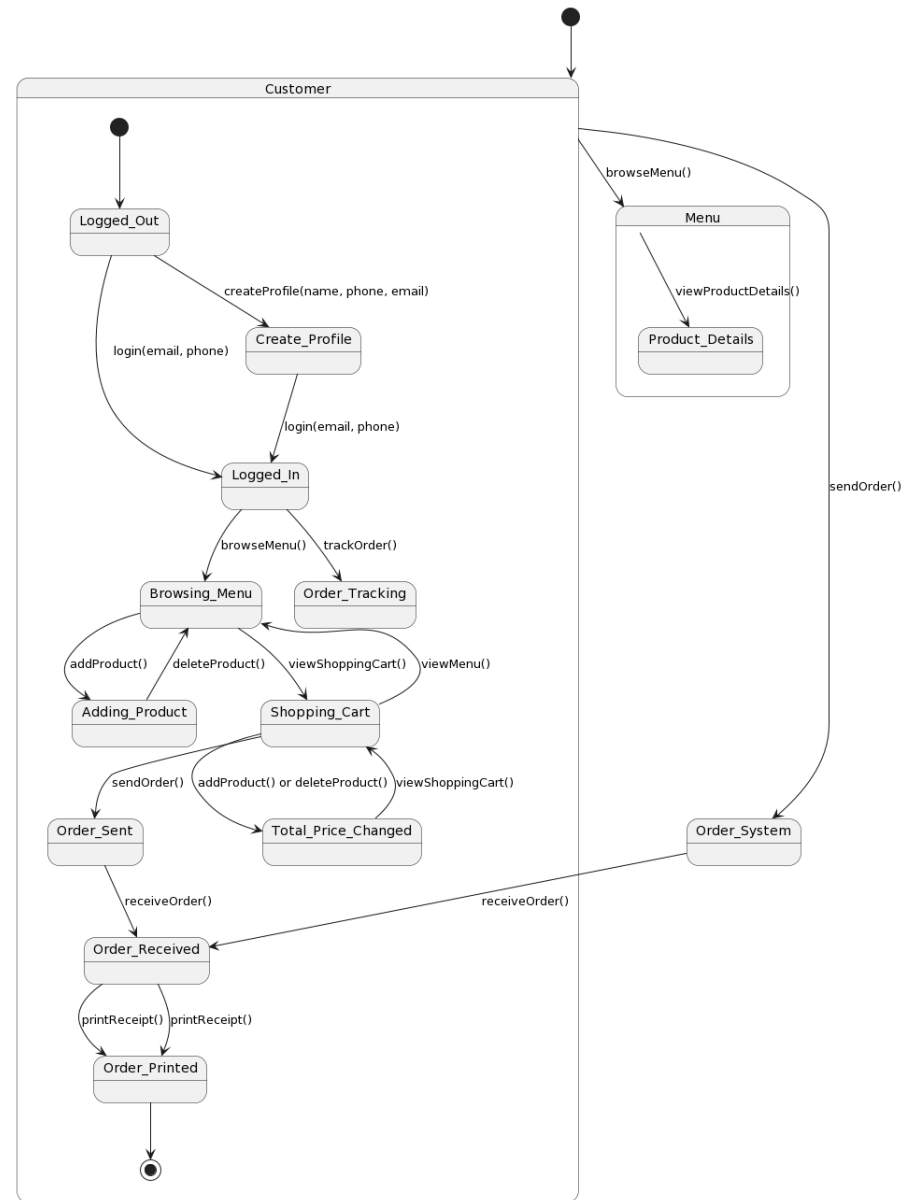 Customer
browseMenu()
Menu
Logged_Out
viewProductDetails()
createProfile(name, phone, email)
Create_Profile
Product_Details
login(email, phone)
login(email, phone)
Logged_In
sendOrder()
browseMenu()
trackOrder()
Browsing_Menu
Order_Tracking
addProduct()
deleteProduct()
viewShoppingCart()
viewMenu()
Adding_Product
Shopping_Cart
sendOrder()
addProduct() or deleteProduct()
viewShoppingCart()
Order_Sent
Total_Price_Changed
Order_System
receiveOrder()
receiveOrder()
Order_Received
printReceipt()
printReceipt()
Order_Printed